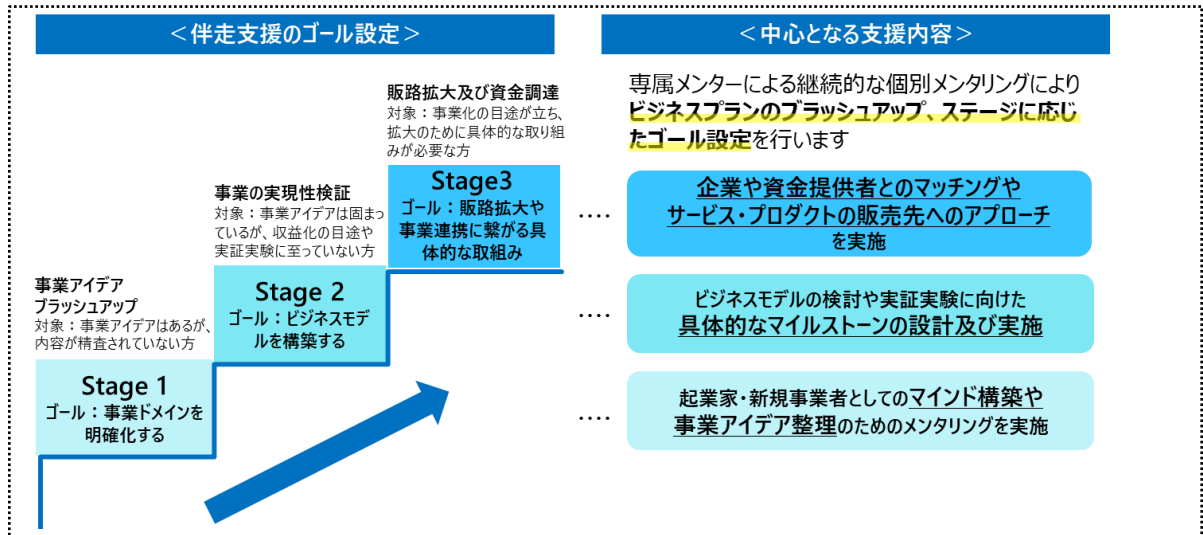 ＜伴走支援のゴール設定＞
＜中心となる支援内容＞
販路拡大及び資金調達
対象：事業化の目途が立ち、
拡大のために具体的な取り組
みが必要な方
Stage3
ゴール：販路拡大や
事業連携に繋がる具
体的な取組み
事業の実現性検証
対象：事業アイデアは固まっ
ているが、収益化の目途や
実証実験に至っていない方
Stage 2
ゴール：ビジネスモデ
ルを構築する
事業アイデア
ブラッシュアップ
対象：事業アイデアはあるが、
内容が精査されていない方
Stage 1
ゴール：事業ドメインを
明確化する
専属メンターによる継続的な個別メンタリングにより
ビジネスプランのブラッシュアップ、ステージに応じ
たゴール設定を行います
‥‥
企業や資金提供者とのマッチングや
サービス・プロダクトの販売先へのアプローチ
を実施
‥‥
ビジネスモデルの検討や実証実験に向けた
具体的なマイルストーンの設計及び実施
‥‥
起業家・新規事業者としてのマインド構築や
事業アイデア整理のためのメンタリングを実施